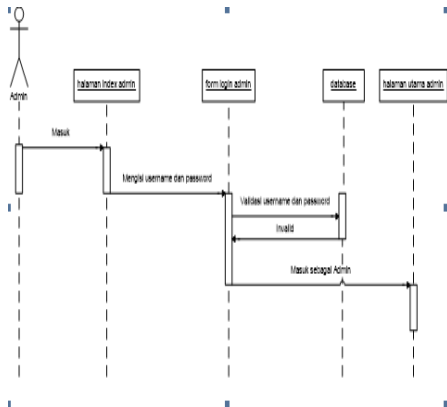 Admin
halaman index admin
form login admin
database
halaman utama admin
Masuk
Mengisi username dan password
Validasi username dan password
Invalid
Masuk sebagai Admin